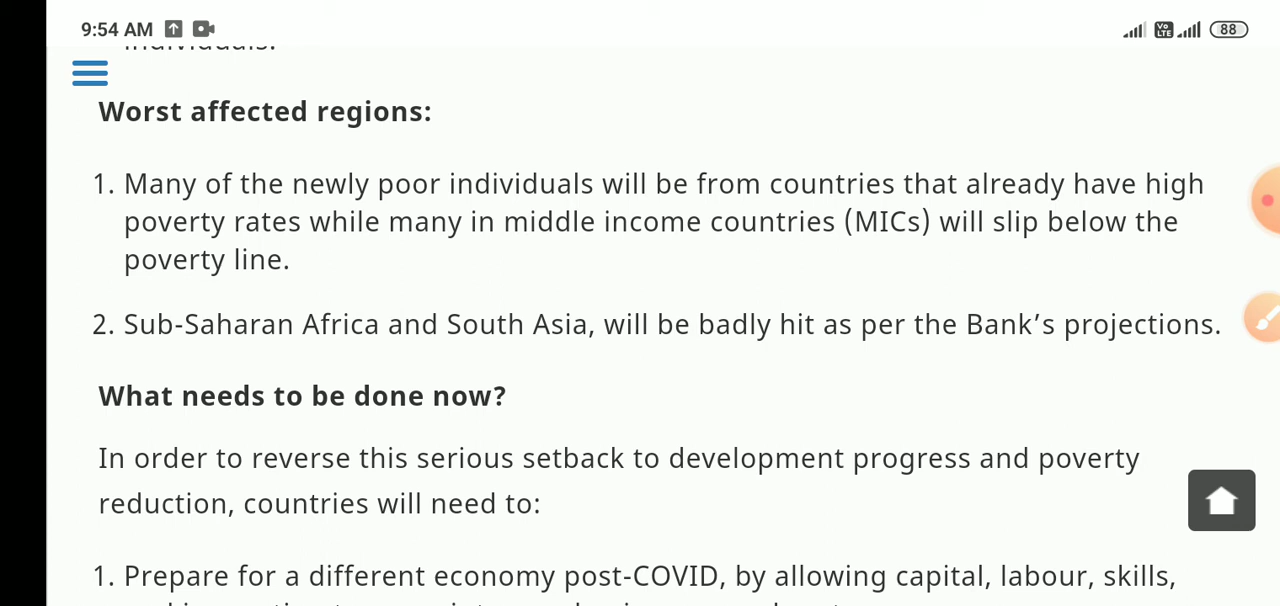 9:54 AM
Vo LTE
88
individuals.
Worst affected regions:
1. Many of the newly poor individuals will be from countries that already have high
poverty rates while many in middle income countries (MICs) will slip below the
poverty line.
2. Sub-Saharan Africa and South Asia, will be badly hit as per the Bank’s projections.
What needs to be done now?
In order to reverse this serious setback to development progress and poverty
reduction, countries will need to:
1. Prepare for a different economy post-COVID, by allowing capital, labour, skills,